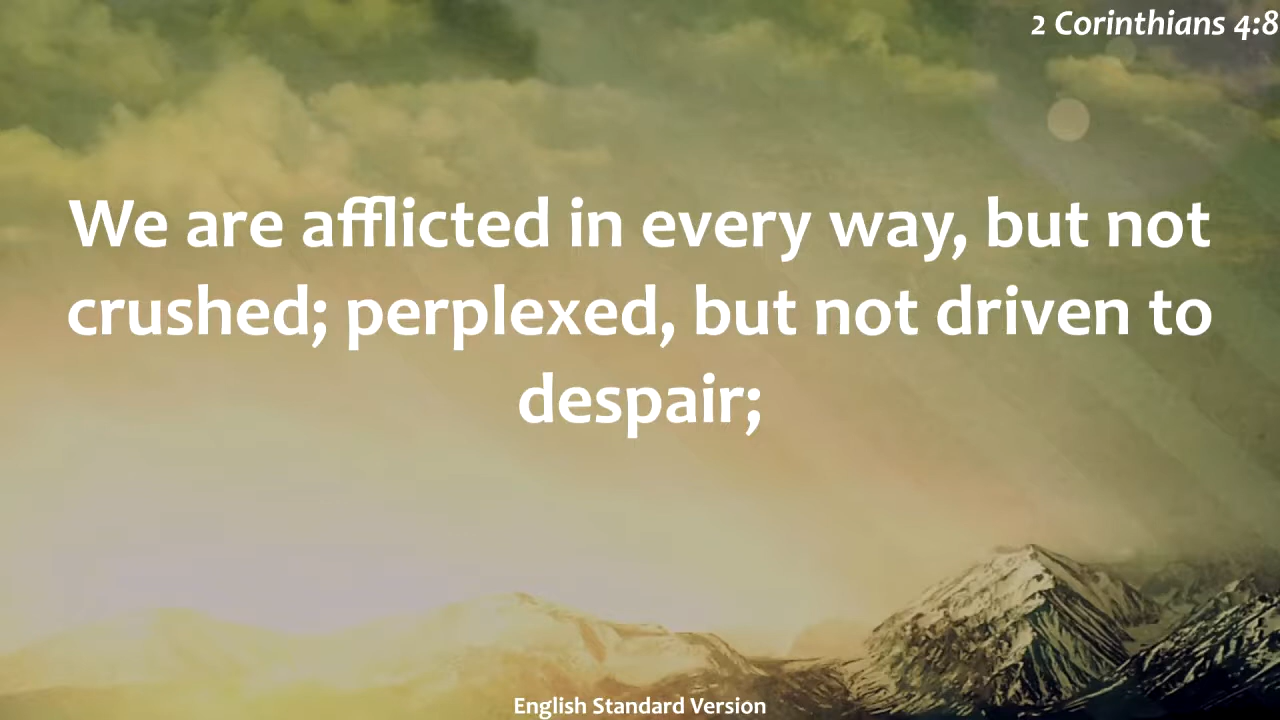 2 Corinthians 4:8
We are afflicted in every way, but not
crushed; perplexed, but not driven to
despair;
English Standard Version